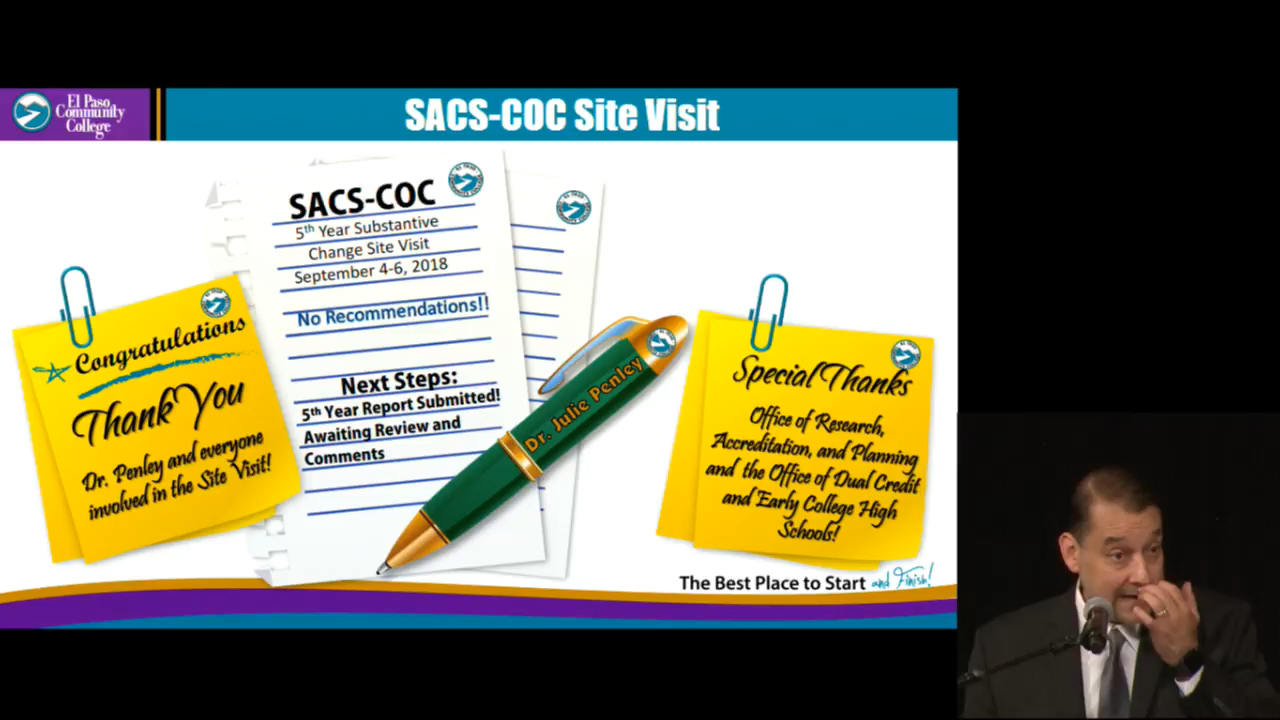 El Paso
Community
College
SACS-COC Site Visit
SACS-COC
5th Year Substantive
Change Site Visit
September 4-6, 2018
No Recommendations!!
Next Steps:
5th Year Report Submitted!
Awaiting Review and
Comments
Congratulations
Thank You
Dr. Penley and everyone
involved in the Site Visit!
Dr. Julie Penley
Special Thanks
Office of Research,
Accreditation, and Planning
and the Office of Dual Credit
and Early College High
Schools!
The Best Place to Start and Finish!